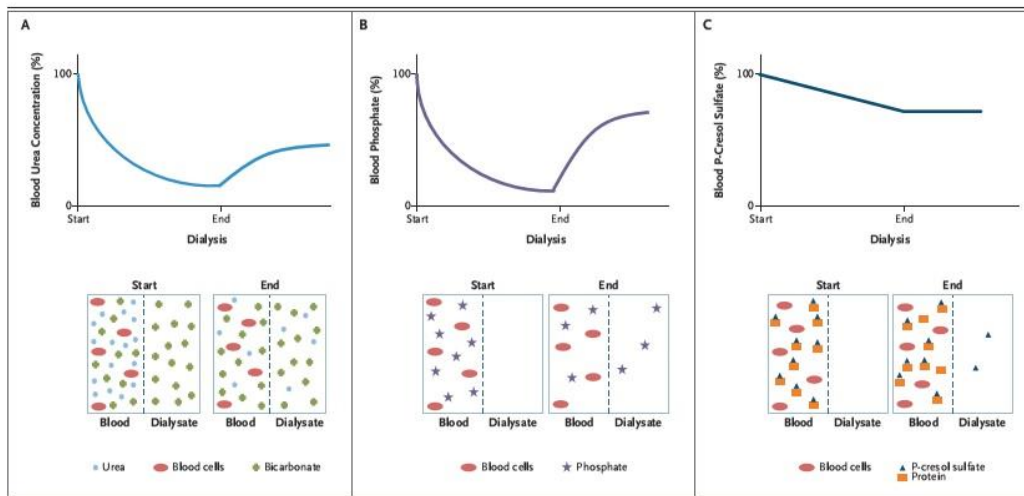 A
Blood Urea Concentration (%)
100
0
Start
End
Dialysis
Start
End
Blood
Dialysate
Blood
Dialysate
Urea
Blood cells
Bicarbonate
B
Blood Phosphate (%)
100
0
Start
End
Dialysis
Start
End
Blood
Dialysate
Blood
Dialysate
Blood cells
Phosphate
C
Blood P-Cresol Sulfate (%)
100
0
Start
End
Dialysis
Start
End
Blood
Dialysate
Blood
Dialysate
Blood cells
P-cresol sulfate
Protein